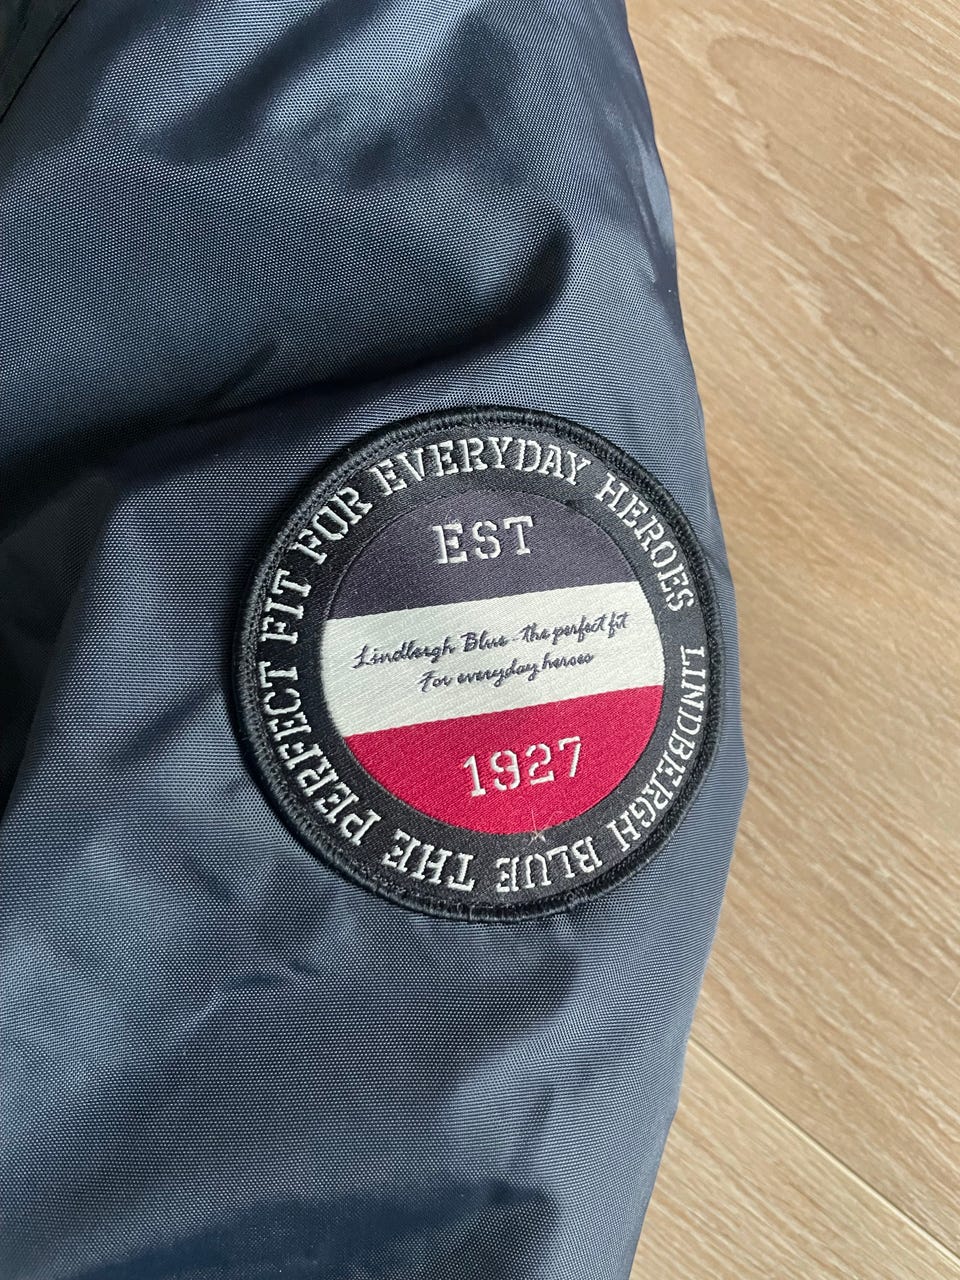 LINDBERGH BLUE THE PERFECT FIT FOR EVERYDAY HEROES
EST
Lindbergh Blue - the perfect fit
For everyday heroes
1927